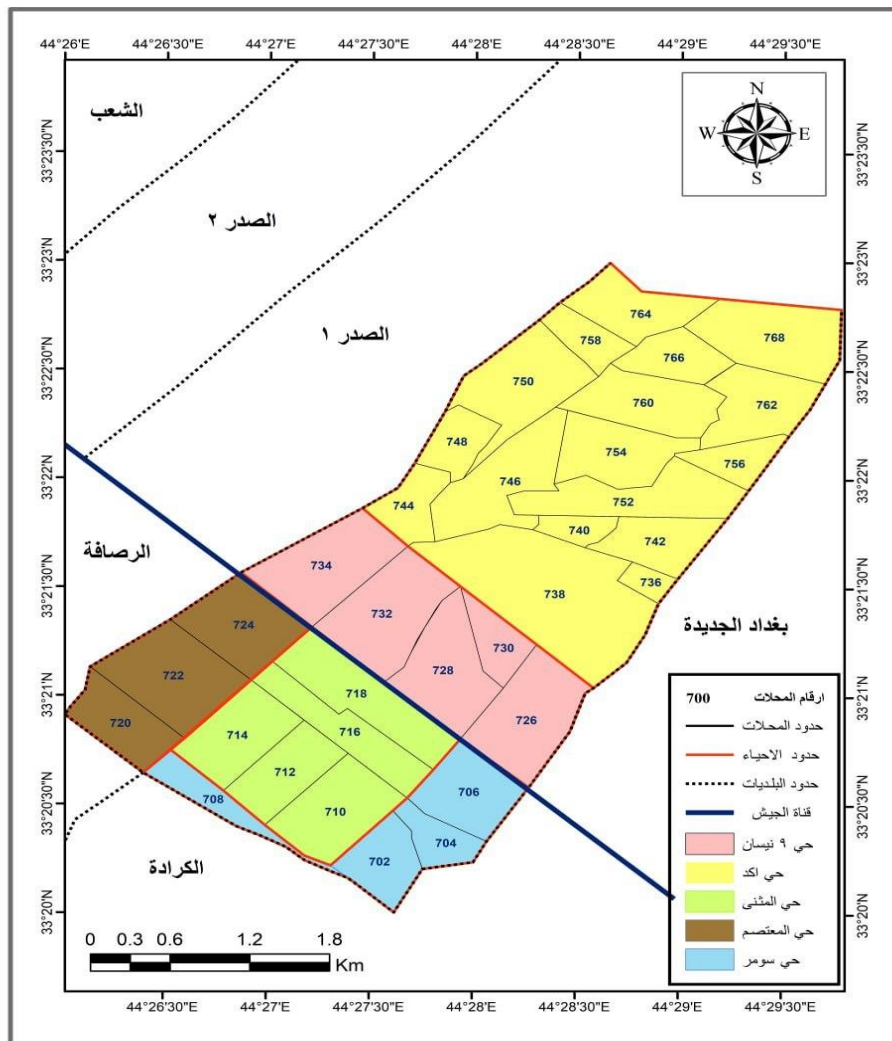 44°26'E 44°26'30"E 44°27'E 44°27'30"E 44°28'E 44°28'30"E 44°29'E 44°29'30"E
33°23'30"N
33°23'N
33°22'30"N
33°22'N
33°21'30"N
33°21'N
33°20'30"N
33°20'N
الشعب
N
W E
S
الصدر ٢
الصدر ١
764
758
768
766
750
760
762
748
754
756
746
752
744
740
742
الرصافة
734
736
738
732
بغداد الجديدة
724
730
728
722
718
726
720
714
716
712
706
708
710
704
702
الكرادة
ارقام المحلات 700
حدود المحلات
حدود الاحياء
حدود البلديات
قناة الجيش
حي ٩ نيسان
حي اكد
حي المثنى
حي المعتصم
حي سومر
0 0.3 0.6 1.2 1.8
Km
33°23'30"N
33°23'N
33°22'30"N
33°22'N
33°21'30"N
33°21'N
33°20'30"N
33°20'N
44°26'30"E 44°27'E 44°27'30"E 44°28'E 44°28'30"E 44°29'E 44°29'30"E